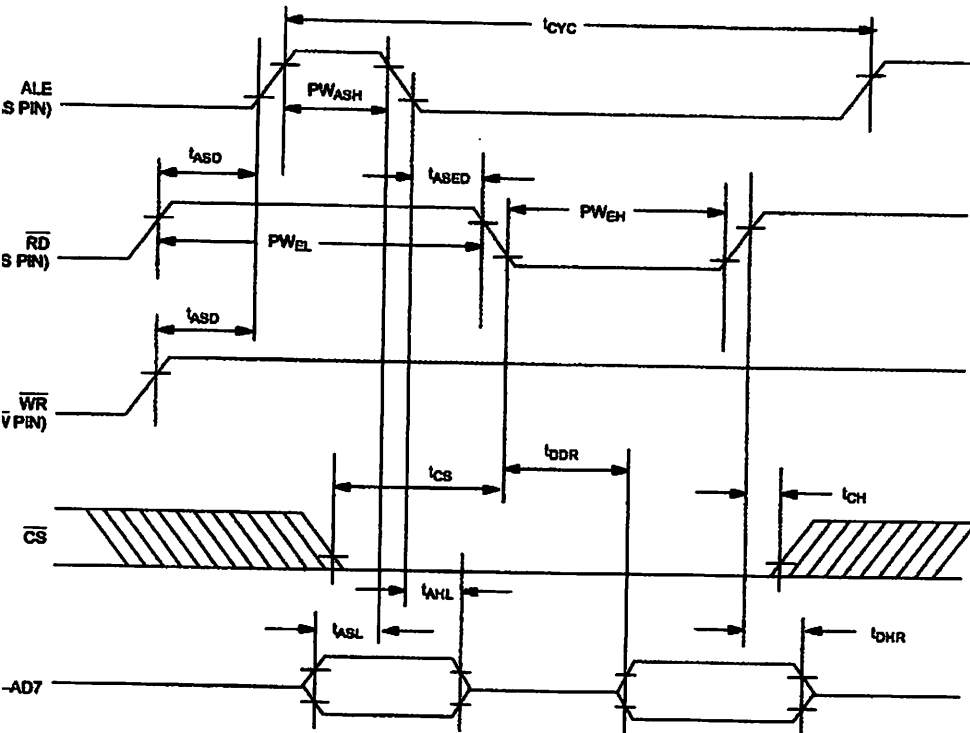 tCYC
ALE
S PIN)
PWASH
tASD
tASED
PWEH
RD
S PIN)
PWEL
tASD
WR
V PIN)
tDDR
tCS
tCH
CS
tAHL
tASL
tDHR
–AD7